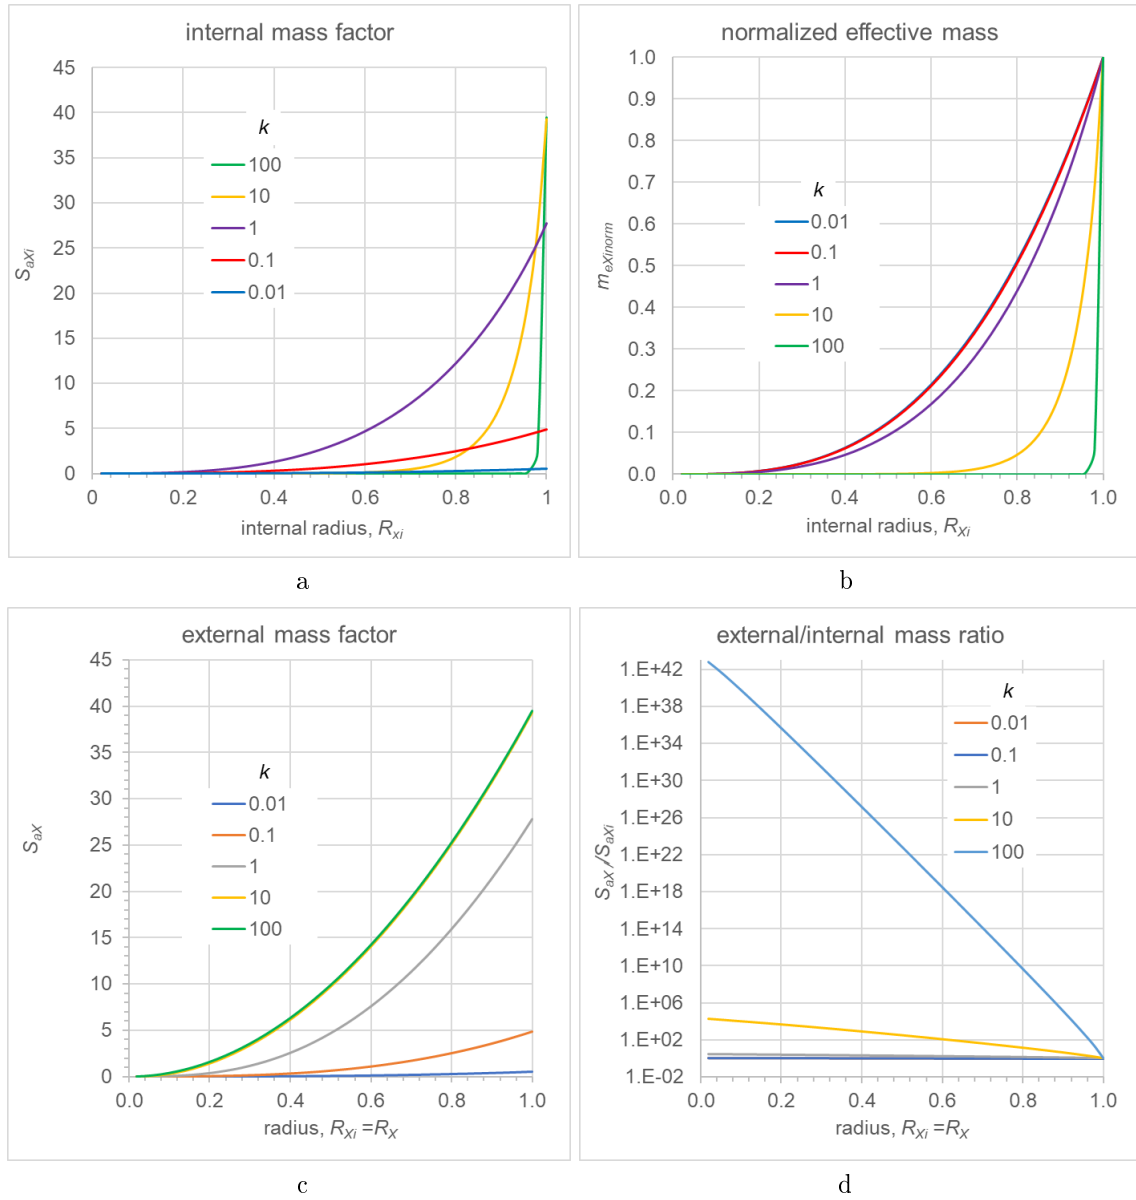 internal mass factor
45
40
35
30
25
20
15
10
5
0
S_aXi
k
100
10
1
0.1
0.01
0
0.2
0.4
0.6
0.8
1
internal radius, R_xi
a
normalized effective mass
1.0
0.9
0.8
0.7
0.6
0.5
0.4
0.3
0.2
0.1
0.0
m_eXinorm
k
0.01
0.1
1
10
100
0.0
0.2
0.4
0.6
0.8
1.0
internal radius, R_Xi
b
external mass factor
45
40
35
30
25
20
15
10
5
0
S_aX
k
0.01
0.1
1
10
100
0.0
0.2
0.4
0.6
0.8
1.0
radius, R_Xi =R_X
c
external/internal mass ratio
1.E+42
1.E+38
1.E+34
1.E+30
1.E+26
1.E+22
1.E+18
1.E+14
1.E+10
1.E+06
1.E+02
1.E-02
S_aX /S_aXi
k
0.01
0.1
1
10
100
0.0
0.2
0.4
0.6
0.8
1.0
radius, R_Xi =R_X
d